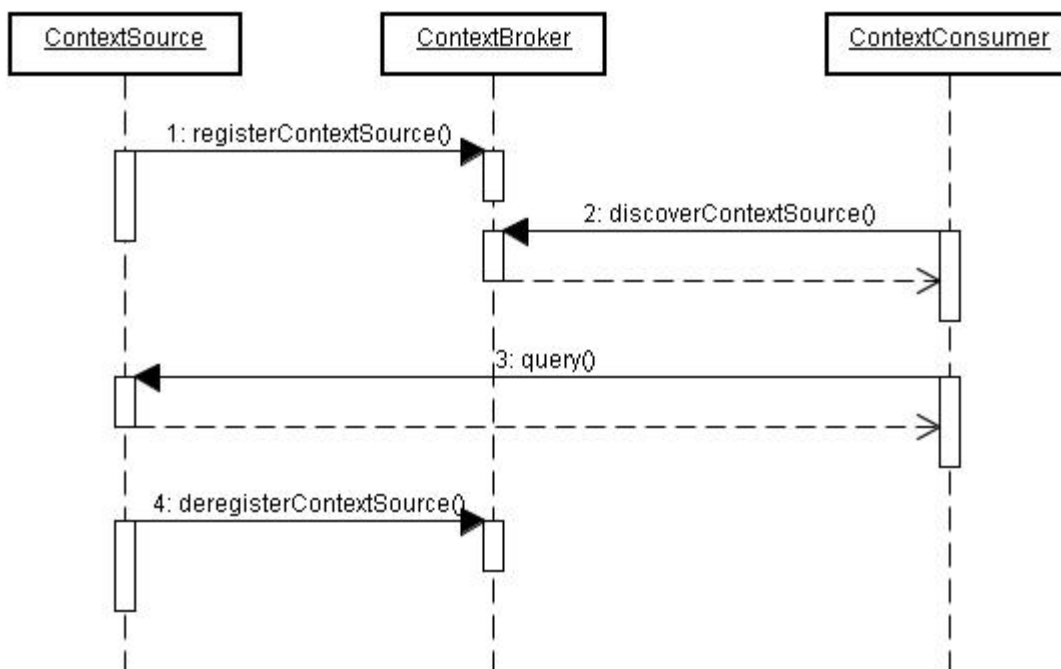 ContextSource
ContextBroker
ContextConsumer
1: registerContextSource()
2: discoverContextSource()
3: query()
4: deregisterContextSource()